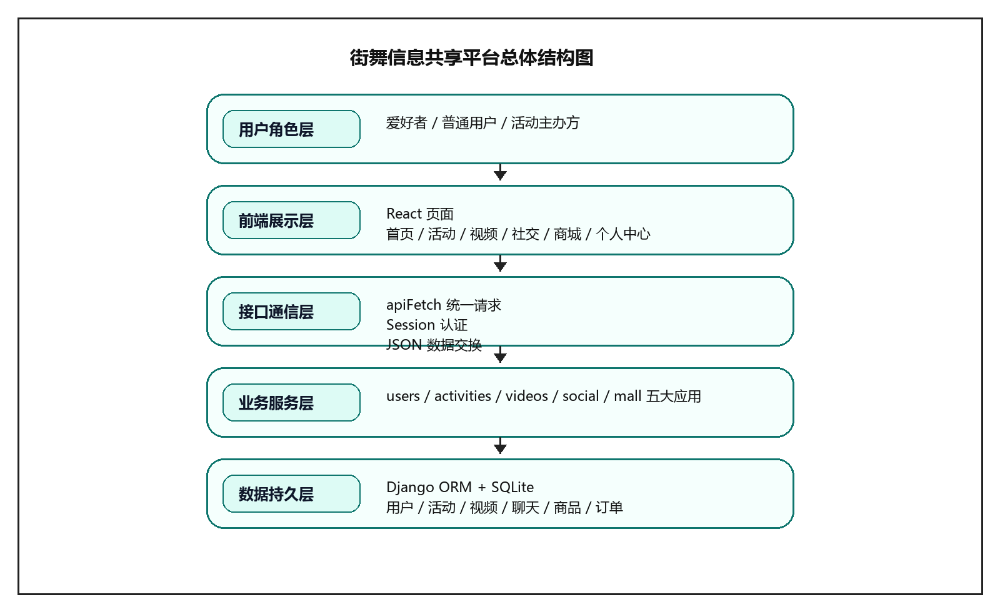 街舞信息共享平台总体结构图
用户角色层
爱好者 / 普通用户 / 活动主办方
前端展示层
React 页面
首页 / 活动 / 视频 / 社交 / 商城 / 个人中心
接口通信层
apiFetch 统一请求
Session 认证
JSON 数据交换
业务服务层
users / activities / videos / social / mall 五大应用
数据持久层
Django ORM + SQLite
用户 / 活动 / 视频 / 聊天 / 商品 / 订单